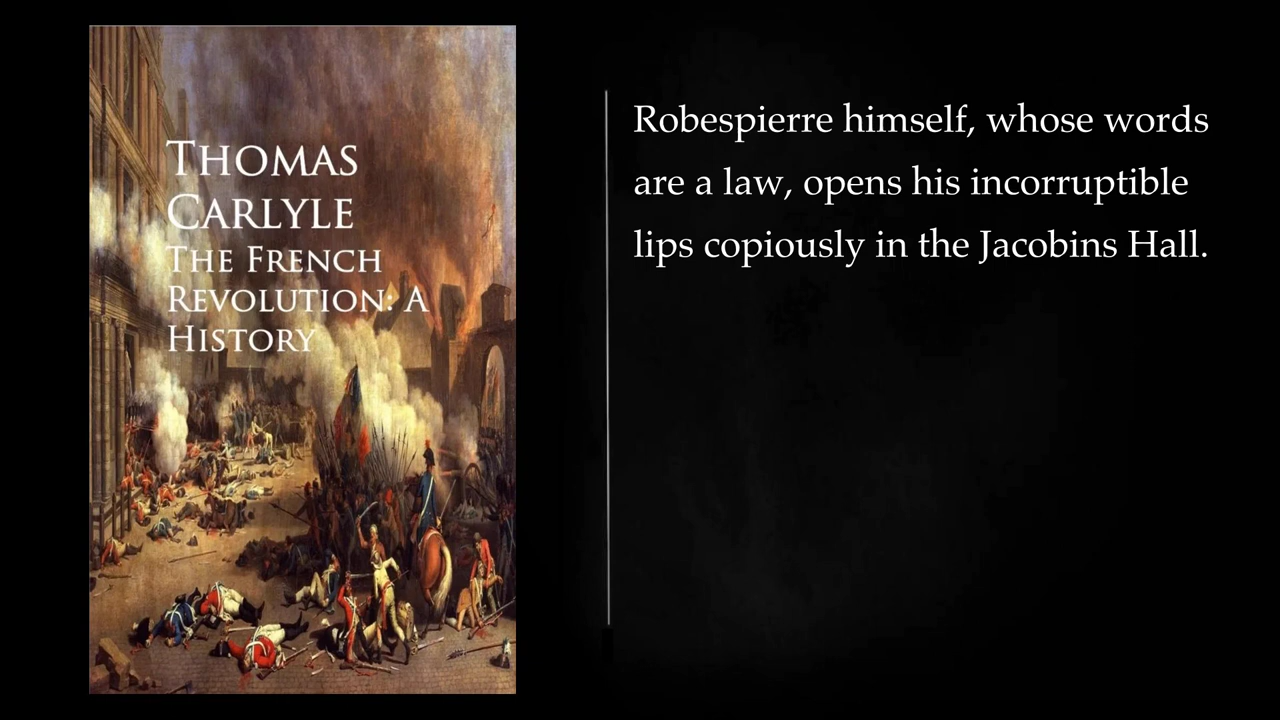 THOMAS
CARLYLE
THE FRENCH
REVOLUTION: A
HISTORY
Robespierre himself, whose words
are a law, opens his incorruptible
lips copiously in the Jacobins Hall.